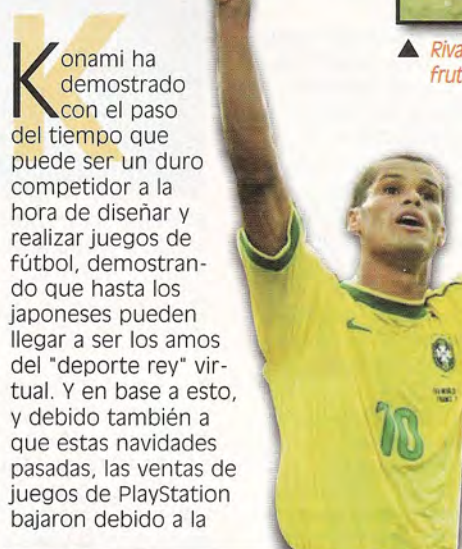 Konami ha
demostrado
con el paso
del tiempo que
puede ser un duro
competidor a la
hora de diseñar y
realizar juegos de
fútbol, demostran-
do que hasta los
japoneses pueden
llegar a ser los amos
del "deporte rey" vir-
tual. Y en base a esto,
y debido también a
que estas navidades
pasadas, las ventas de
juegos de PlayStation
bajaron debido a la
▲ Riva
frut
10